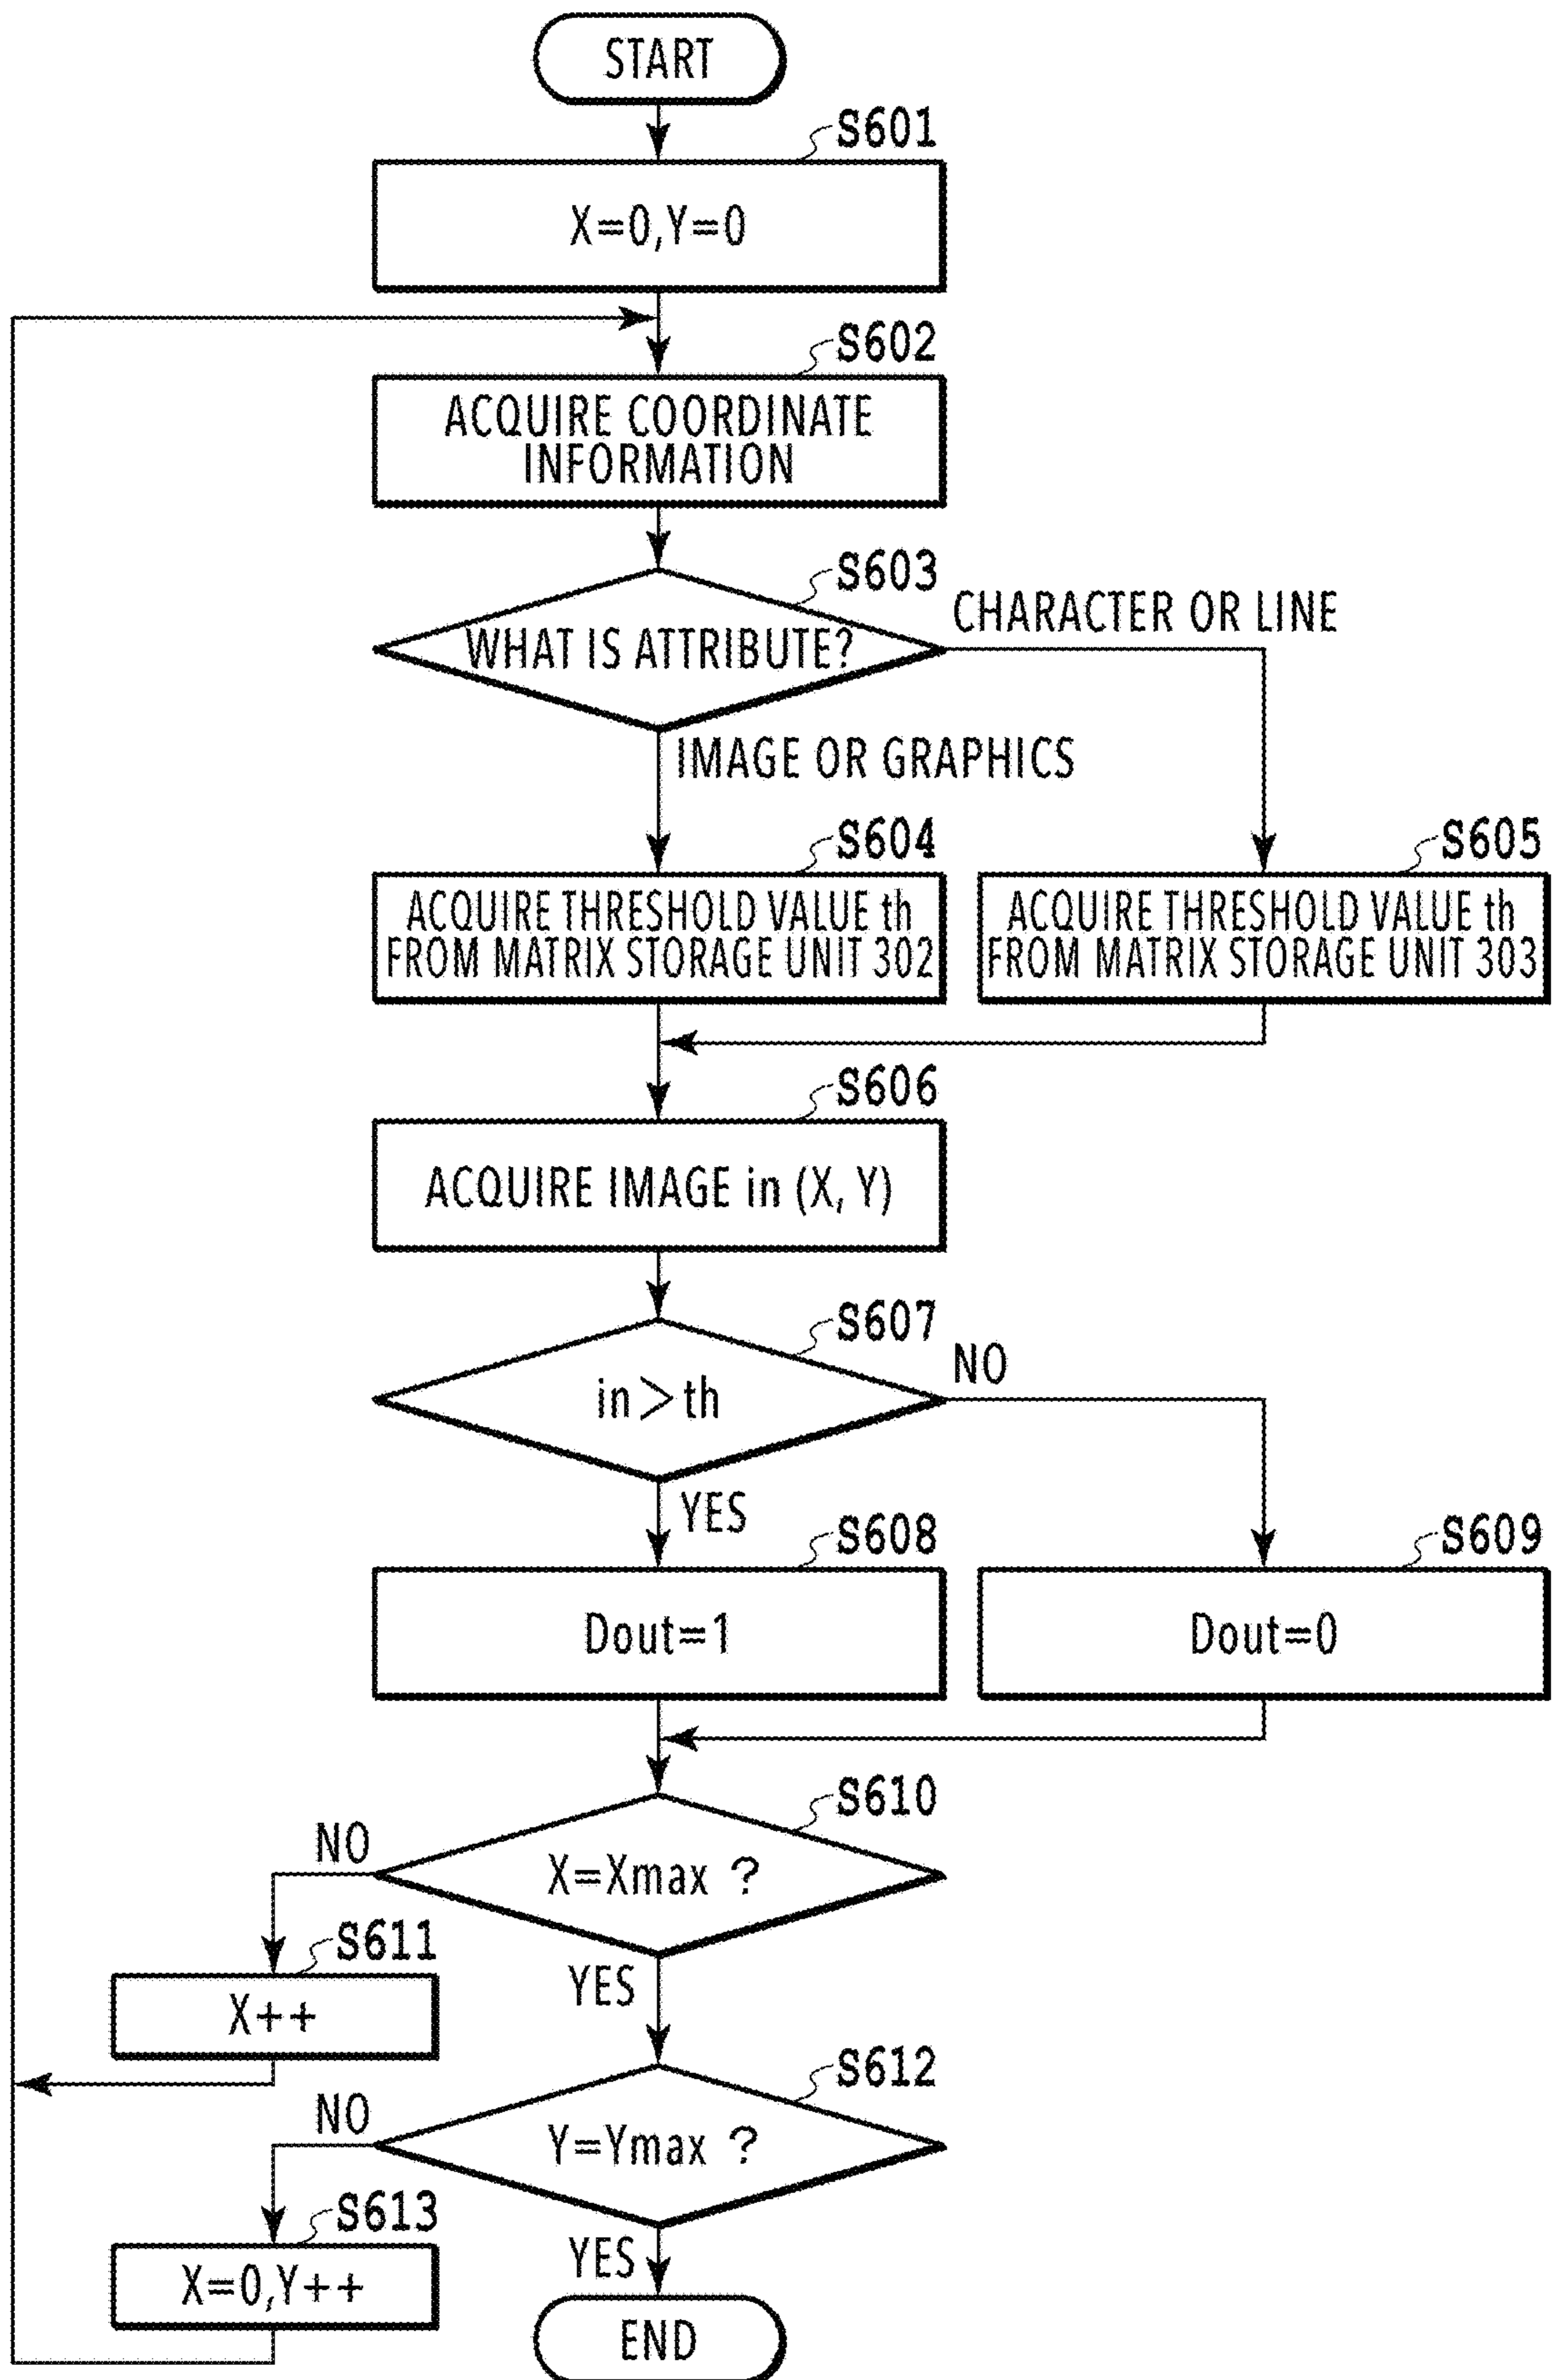 START
S601
X=0,Y=0
S602
ACQUIRE COORDINATE
INFORMATION
S603
WHAT IS ATTRIBUTE?
CHARACTER OR LINE
IMAGE OR GRAPHICS
S604
ACQUIRE THRESHOLD VALUE th
FROM MATRIX STORAGE UNIT 302
S605
ACQUIRE THRESHOLD VALUE th
FROM MATRIX STORAGE UNIT 303
S606
ACQUIRE IMAGE in (X, Y)
S607
in>th
NO
YES
S608
Dout=1
S609
Dout=0
S610
X=Xmax ?
NO
S611
X++
YES
S612
Y=Ymax ?
NO
S613
X=0,Y++
YES
END